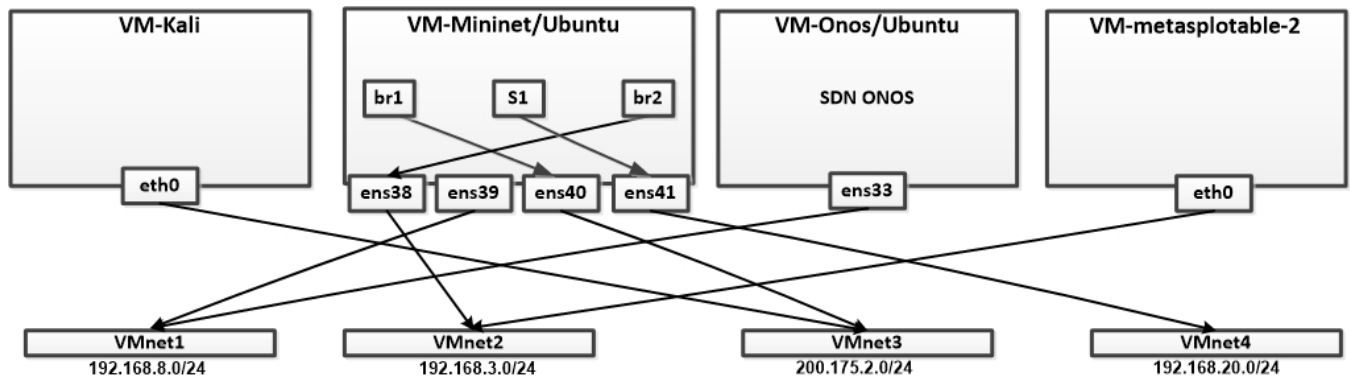 VM-Kali
VM-Mininet/Ubuntu
VM-Onos/Ubuntu
VM-metasplotable-2
br1
S1
br2
SDN ONOS
eth0
ens38
ens39
ens40
ens41
ens33
eth0
VMnet1
VMnet2
VMnet3
VMnet4
192.168.8.0/24
192.168.3.0/24
200.175.2.0/24
192.168.20.0/24